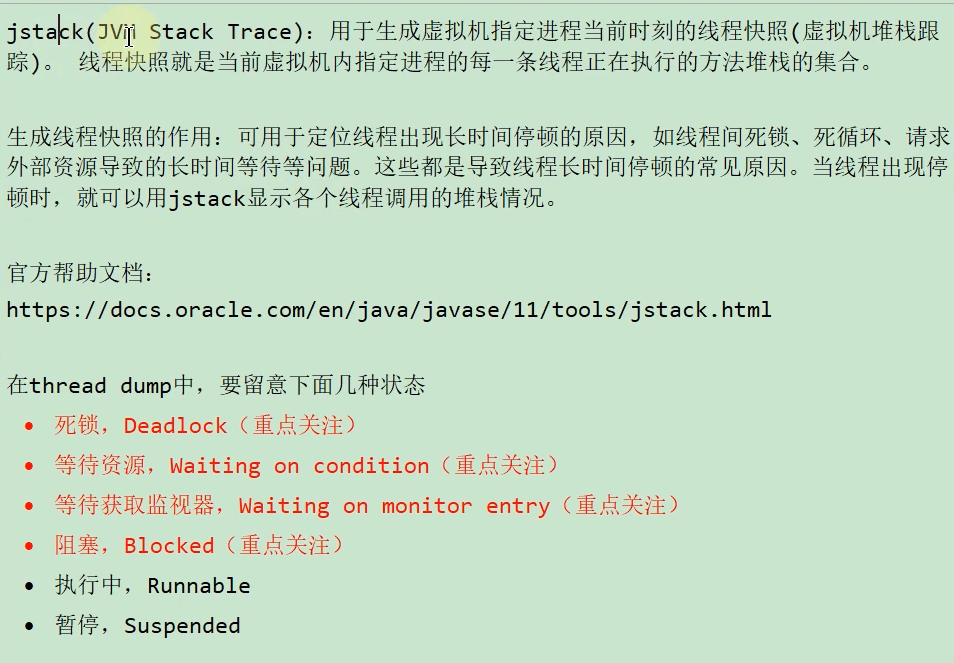 jstack(JVM Stack Trace)：用于生成虚拟机指定进程当前时刻的线程快照(虚拟机堆栈跟
踪)。 线程快照就是当前虚拟机内指定进程的每一条线程正在执行的方法堆栈的集合。
生成线程快照的作用：可用于定位线程出现长时间停顿的原因，如线程间死锁、死循环、请求
外部资源导致的长时间等待等问题。这些都是导致线程长时间停顿的常见原因。当线程出现停
顿时，就可以用jstack显示各个线程调用的堆栈情况。
官方帮助文档：
https://docs.oracle.com/en/java/javase/11/tools/jstack.html
在thread dump中，要留意下面几种状态
• 死锁，Deadlock（重点关注）
• 等待资源，Waiting on condition（重点关注）
• 等待获取监视器，Waiting on monitor entry（重点关注）
• 阻塞，Blocked（重点关注）
• 执行中，Runnable
• 暂停，Suspended